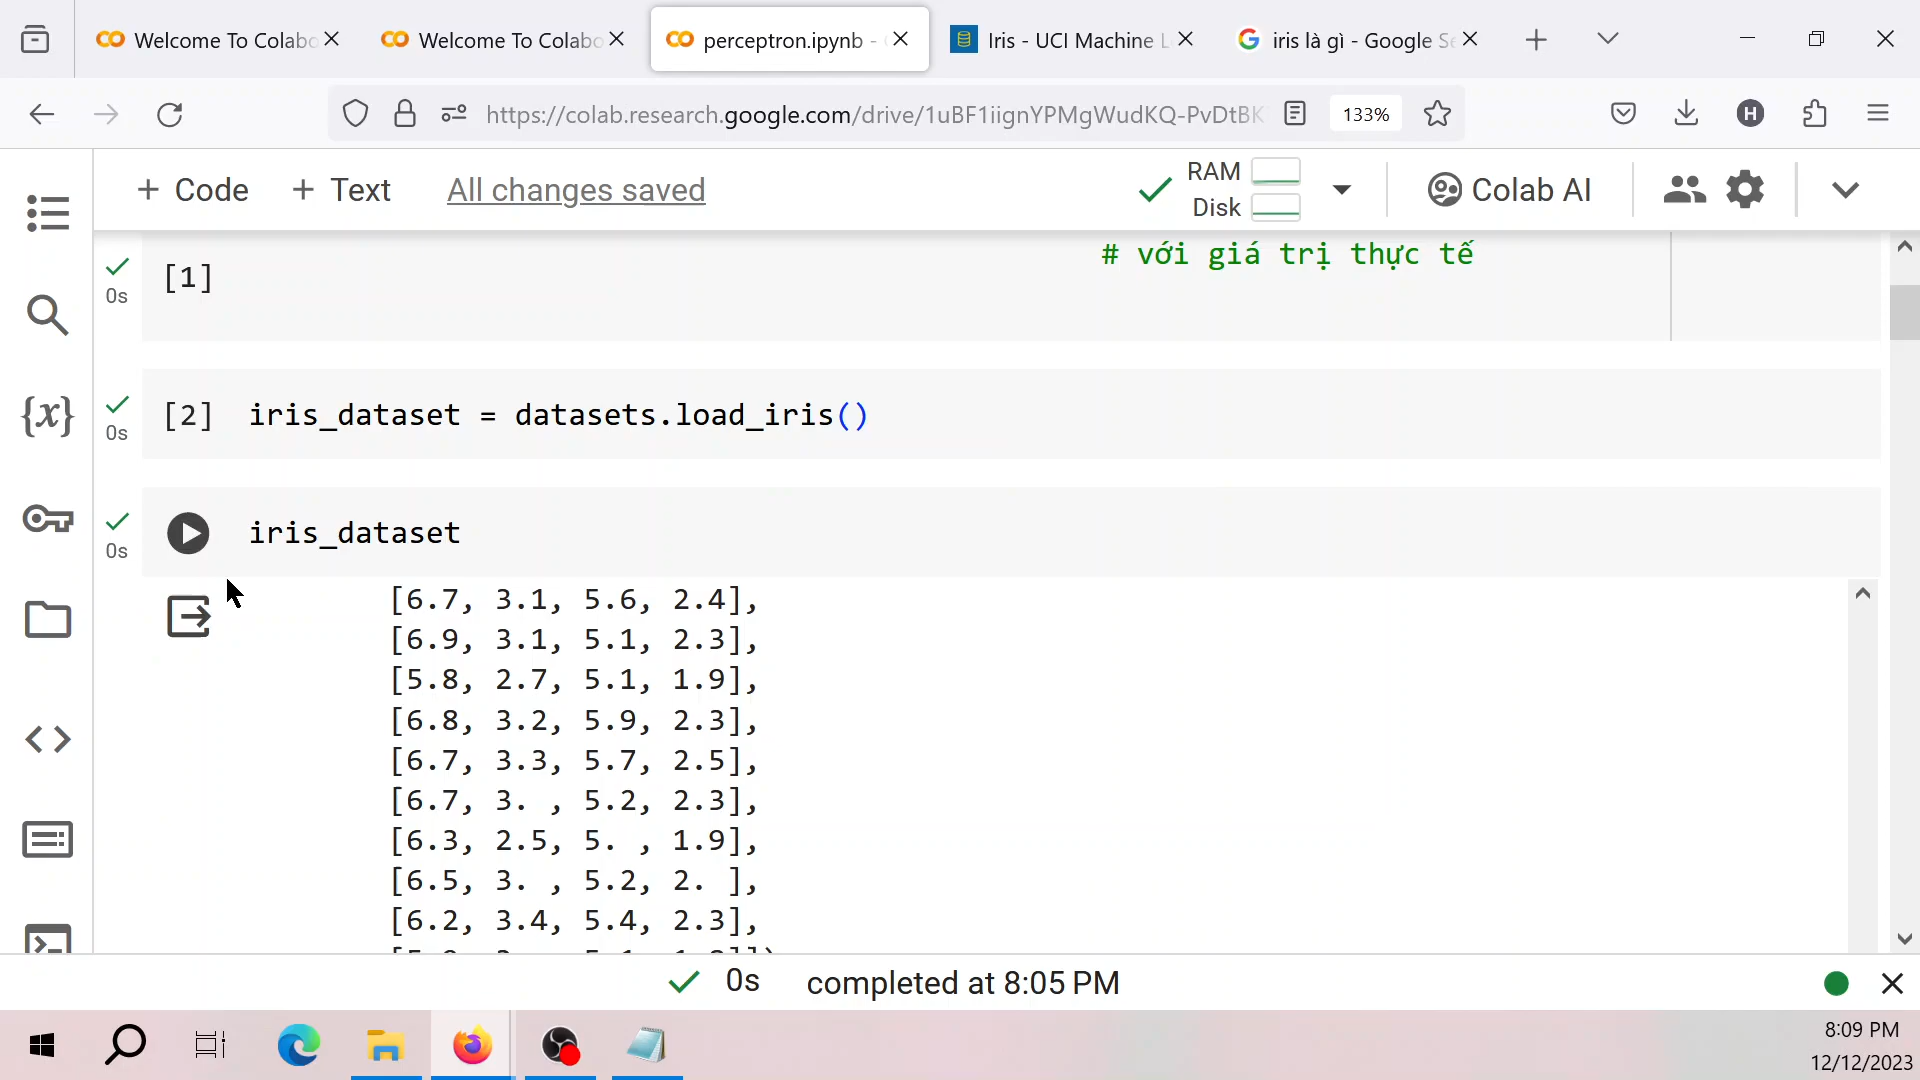 Welcome To Colabo
Welcome To Colabo
perceptron.ipynb -
Iris - UCI Machine L
iris là gì - Google Se
https://colab.research.google.com/drive/1uBF1iignYPMgWudKQ-PvDtBK
133%
H
+ Code
+ Text
All changes saved
RAM
Disk
Colab AI
# với giá trị thực tế
[1]
0s
[2]
iris_dataset = datasets.load_iris()
0s
iris_dataset
0s
[6.7, 3.1, 5.6, 2.4],
[6.9, 3.1, 5.1, 2.3],
[5.8, 2.7, 5.1, 1.9],
[6.8, 3.2, 5.9, 2.3],
[6.7, 3.3, 5.7, 2.5],
[6.7, 3. , 5.2, 2.3],
[6.3, 2.5, 5. , 1.9],
[6.5, 3. , 5.2, 2. ],
[6.2, 3.4, 5.4, 2.3],
{x}
0s
completed at 8:05 PM
8:09 PM
12/12/2023